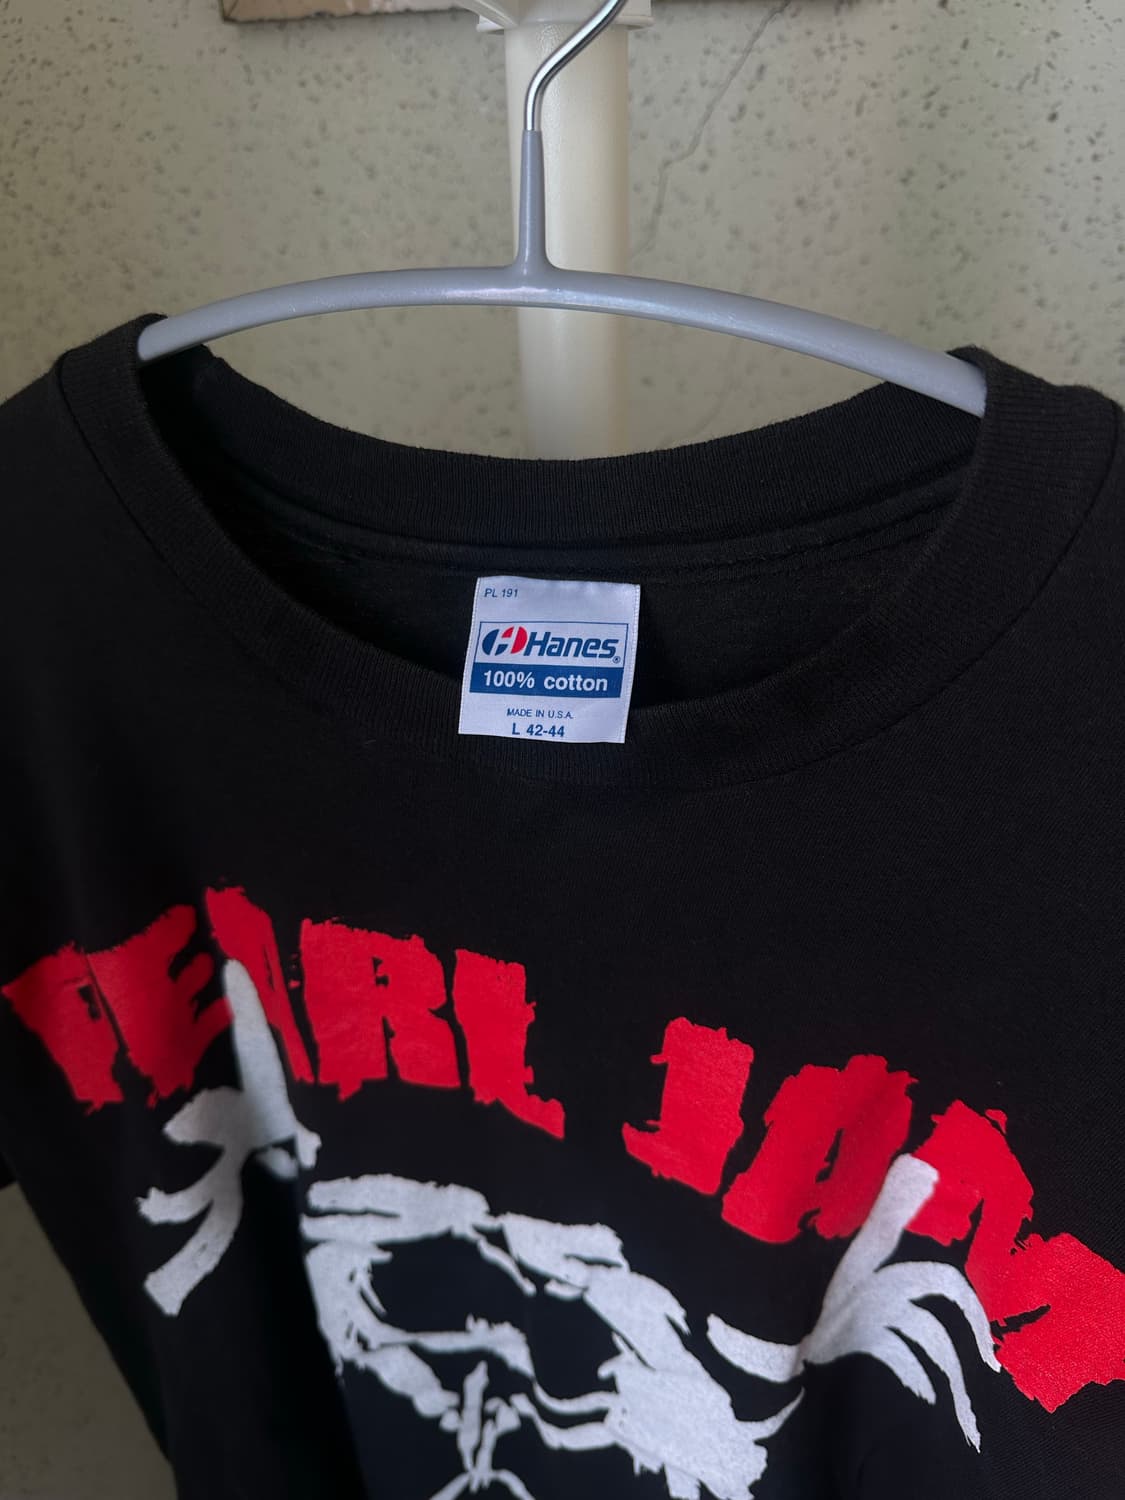 PL 191
Hanes®
100% cotton
MADE IN U.S.A.
L 42-44
PEARL JAM